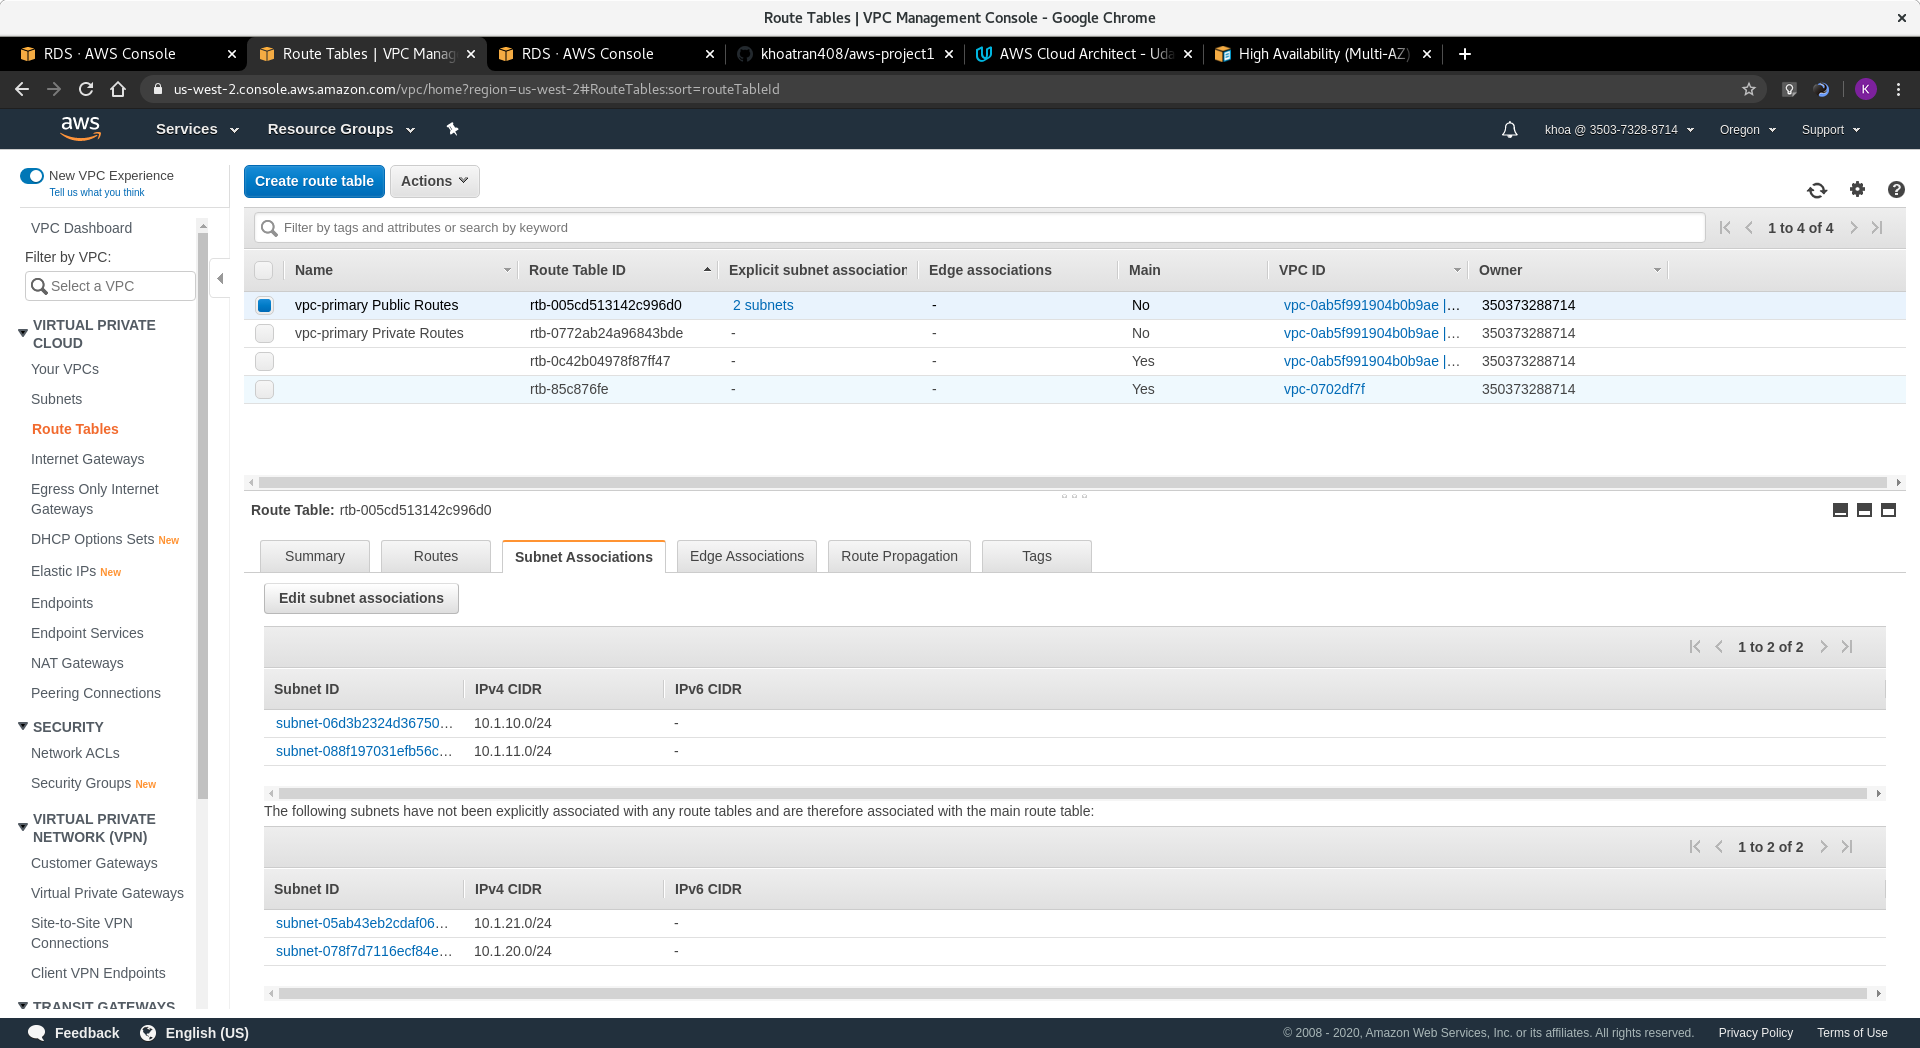 Route Tables | VPC Management Console - Google Chrome
RDS · AWS Console
Route Tables | VPC Manag
RDS · AWS Console
khoatran408/aws-project1
AWS Cloud Architect - Uda
High Availability (Multi-AZ)
us-west-2.console.aws.amazon.com/vpc/home?region=us-west-2#RouteTables:sort=routeTableId
K
aws
Services
Resource Groups
khoa @ 3503-7328-8714
Oregon
Support
New VPC Experience
Tell us what you think
VPC Dashboard
Filter by VPC:
Select a VPC
VIRTUAL PRIVATE
CLOUD
Your VPCs
Subnets
Route Tables
Internet Gateways
Egress Only Internet
Gateways
DHCP Options Sets New
Elastic IPs New
Endpoints
Endpoint Services
NAT Gateways
Peering Connections
SECURITY
Network ACLs
Security Groups New
VIRTUAL PRIVATE
NETWORK (VPN)
Customer Gateways
Virtual Private Gateways
Site-to-Site VPN
Connections
Client VPN Endpoints
TRANSIT GATEWAYS
Create route table
Actions
Filter by tags and attributes or search by keyword
1 to 4 of 4
Name Route Table ID Explicit subnet association Edge associations Main VPC ID Owner
vpc-primary Public Routes rtb-005cd513142c996d0 2 subnets - No vpc-0ab5f991904b0b9ae |... 350373288714
vpc-primary Private Routes rtb-0772ab24a96843bde - - No vpc-0ab5f991904b0b9ae |... 350373288714
rtb-0c42b04978f87ff47 - - Yes vpc-0ab5f991904b0b9ae |... 350373288714
rtb-85c876fe - - Yes vpc-0702df7f 350373288714
Route Table: rtb-005cd513142c996d0
Summary
Routes
Subnet Associations
Edge Associations
Route Propagation
Tags
Edit subnet associations
1 to 2 of 2
Subnet ID IPv4 CIDR IPv6 CIDR
subnet-06d3b2324d36750... 10.1.10.0/24 -
subnet-088f197031efb56c... 10.1.11.0/24 -
The following subnets have not been explicitly associated with any route tables and are therefore associated with the main route table:
1 to 2 of 2
Subnet ID IPv4 CIDR IPv6 CIDR
subnet-05ab43eb2cdaf06... 10.1.21.0/24 -
subnet-078f7d7116ecf84e... 10.1.20.0/24 -
Feedback
English (US)
© 2008 - 2020, Amazon Web Services, Inc. or its affiliates. All rights reserved.
Privacy Policy
Terms of Use